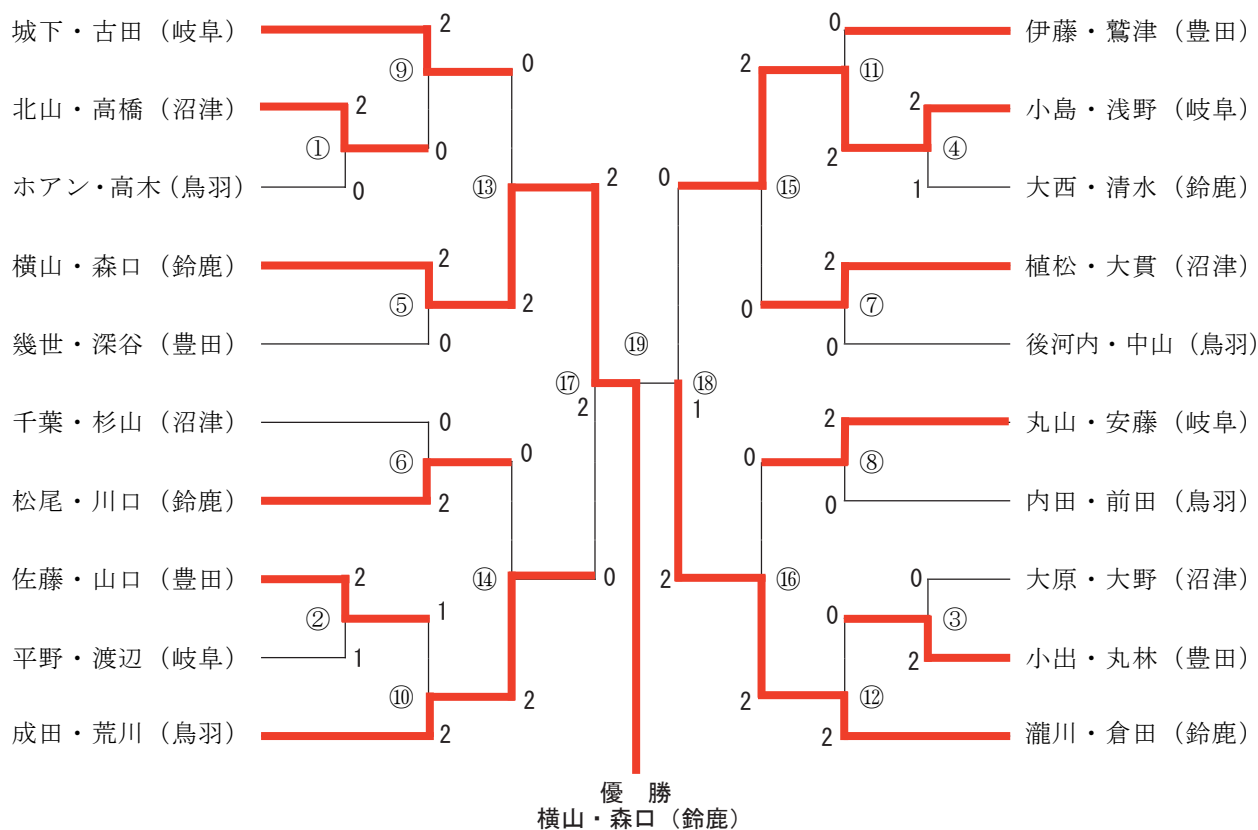 城下・古田（岐阜）
2
⑨
0
北山・高橋（沼津）
2
①
0
ホアン・高木（鳥羽）
0
⑬
2
横山・森口（鈴鹿）
2
⑤
2
幾世・深谷（豊田）
0
⑰
2
千葉・杉山（沼津）
0
⑥
0
松尾・川口（鈴鹿）
2
佐藤・山口（豊田）
2
⑭
0
②
1
平野・渡辺（岐阜）
1
⑩
2
成田・荒川（鳥羽）
2
⑲
0
伊藤・鷲津（豊田）
2
⑪
2
小島・浅野（岐阜）
2
④
1
大西・清水（鈴鹿）
0
⑮
2
植松・大貫（沼津）
0
⑦
0
後河内・中山（鳥羽）
⑱
1
2
丸山・安藤（岐阜）
0
⑧
0
内田・前田（鳥羽）
2
⑯
0
大原・大野（沼津）
0
③
2
小出・丸林（豊田）
2
⑫
2
瀧川・倉田（鈴鹿）
優　勝
横山・森口（鈴鹿）